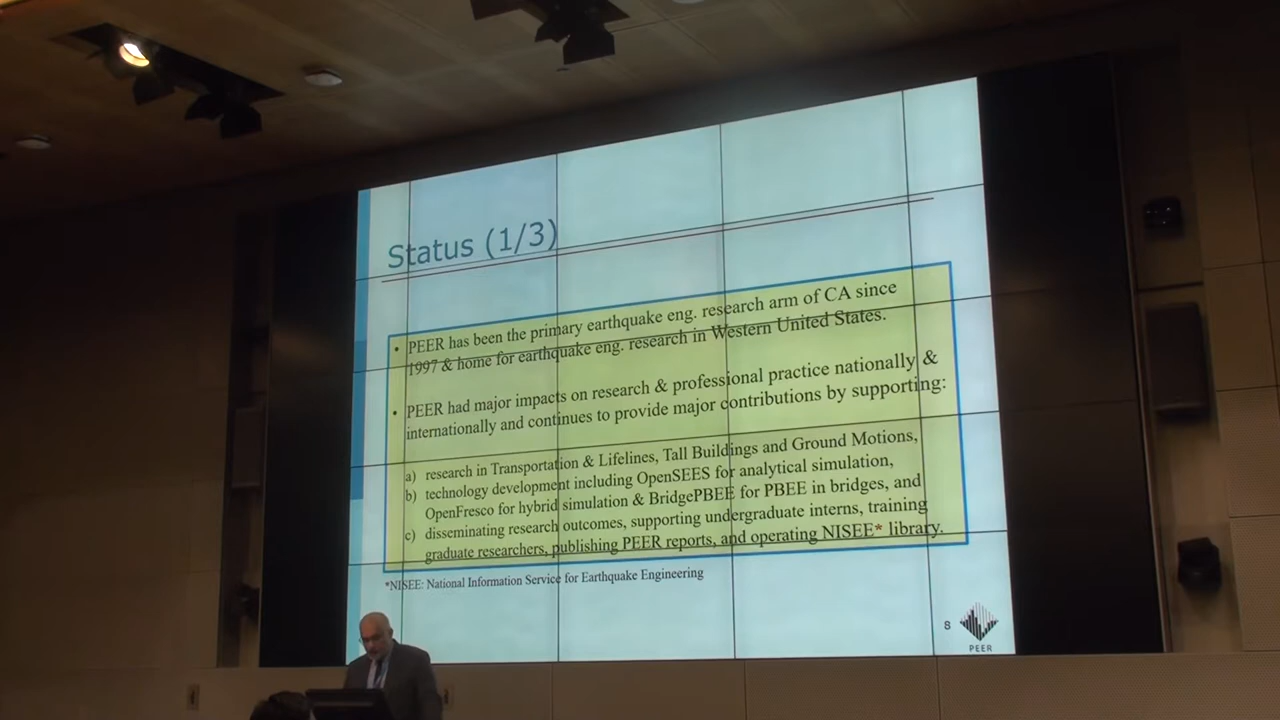 Status (1/3)
• PEER has been the primary earthquake eng. research arm of CA since
1997 & home for earthquake eng. research in Western United States.
• PEER had major impacts on research & professional practice nationally &
internationally and continues to provide major contributions by supporting:
a) research in Transportation & Lifelines, Tall Buildings and Ground Motions,
b) technology development including OpenSEES for analytical simulation,
OpenFresco for hybrid simulation & BridgePBEE for PBEE in bridges, and
c) disseminating research outcomes, supporting undergraduate interns, training
graduate researchers, publishing PEER reports, and operating NISEE* library.
*NISEE: National Information Service for Earthquake Engineering
8
PEER